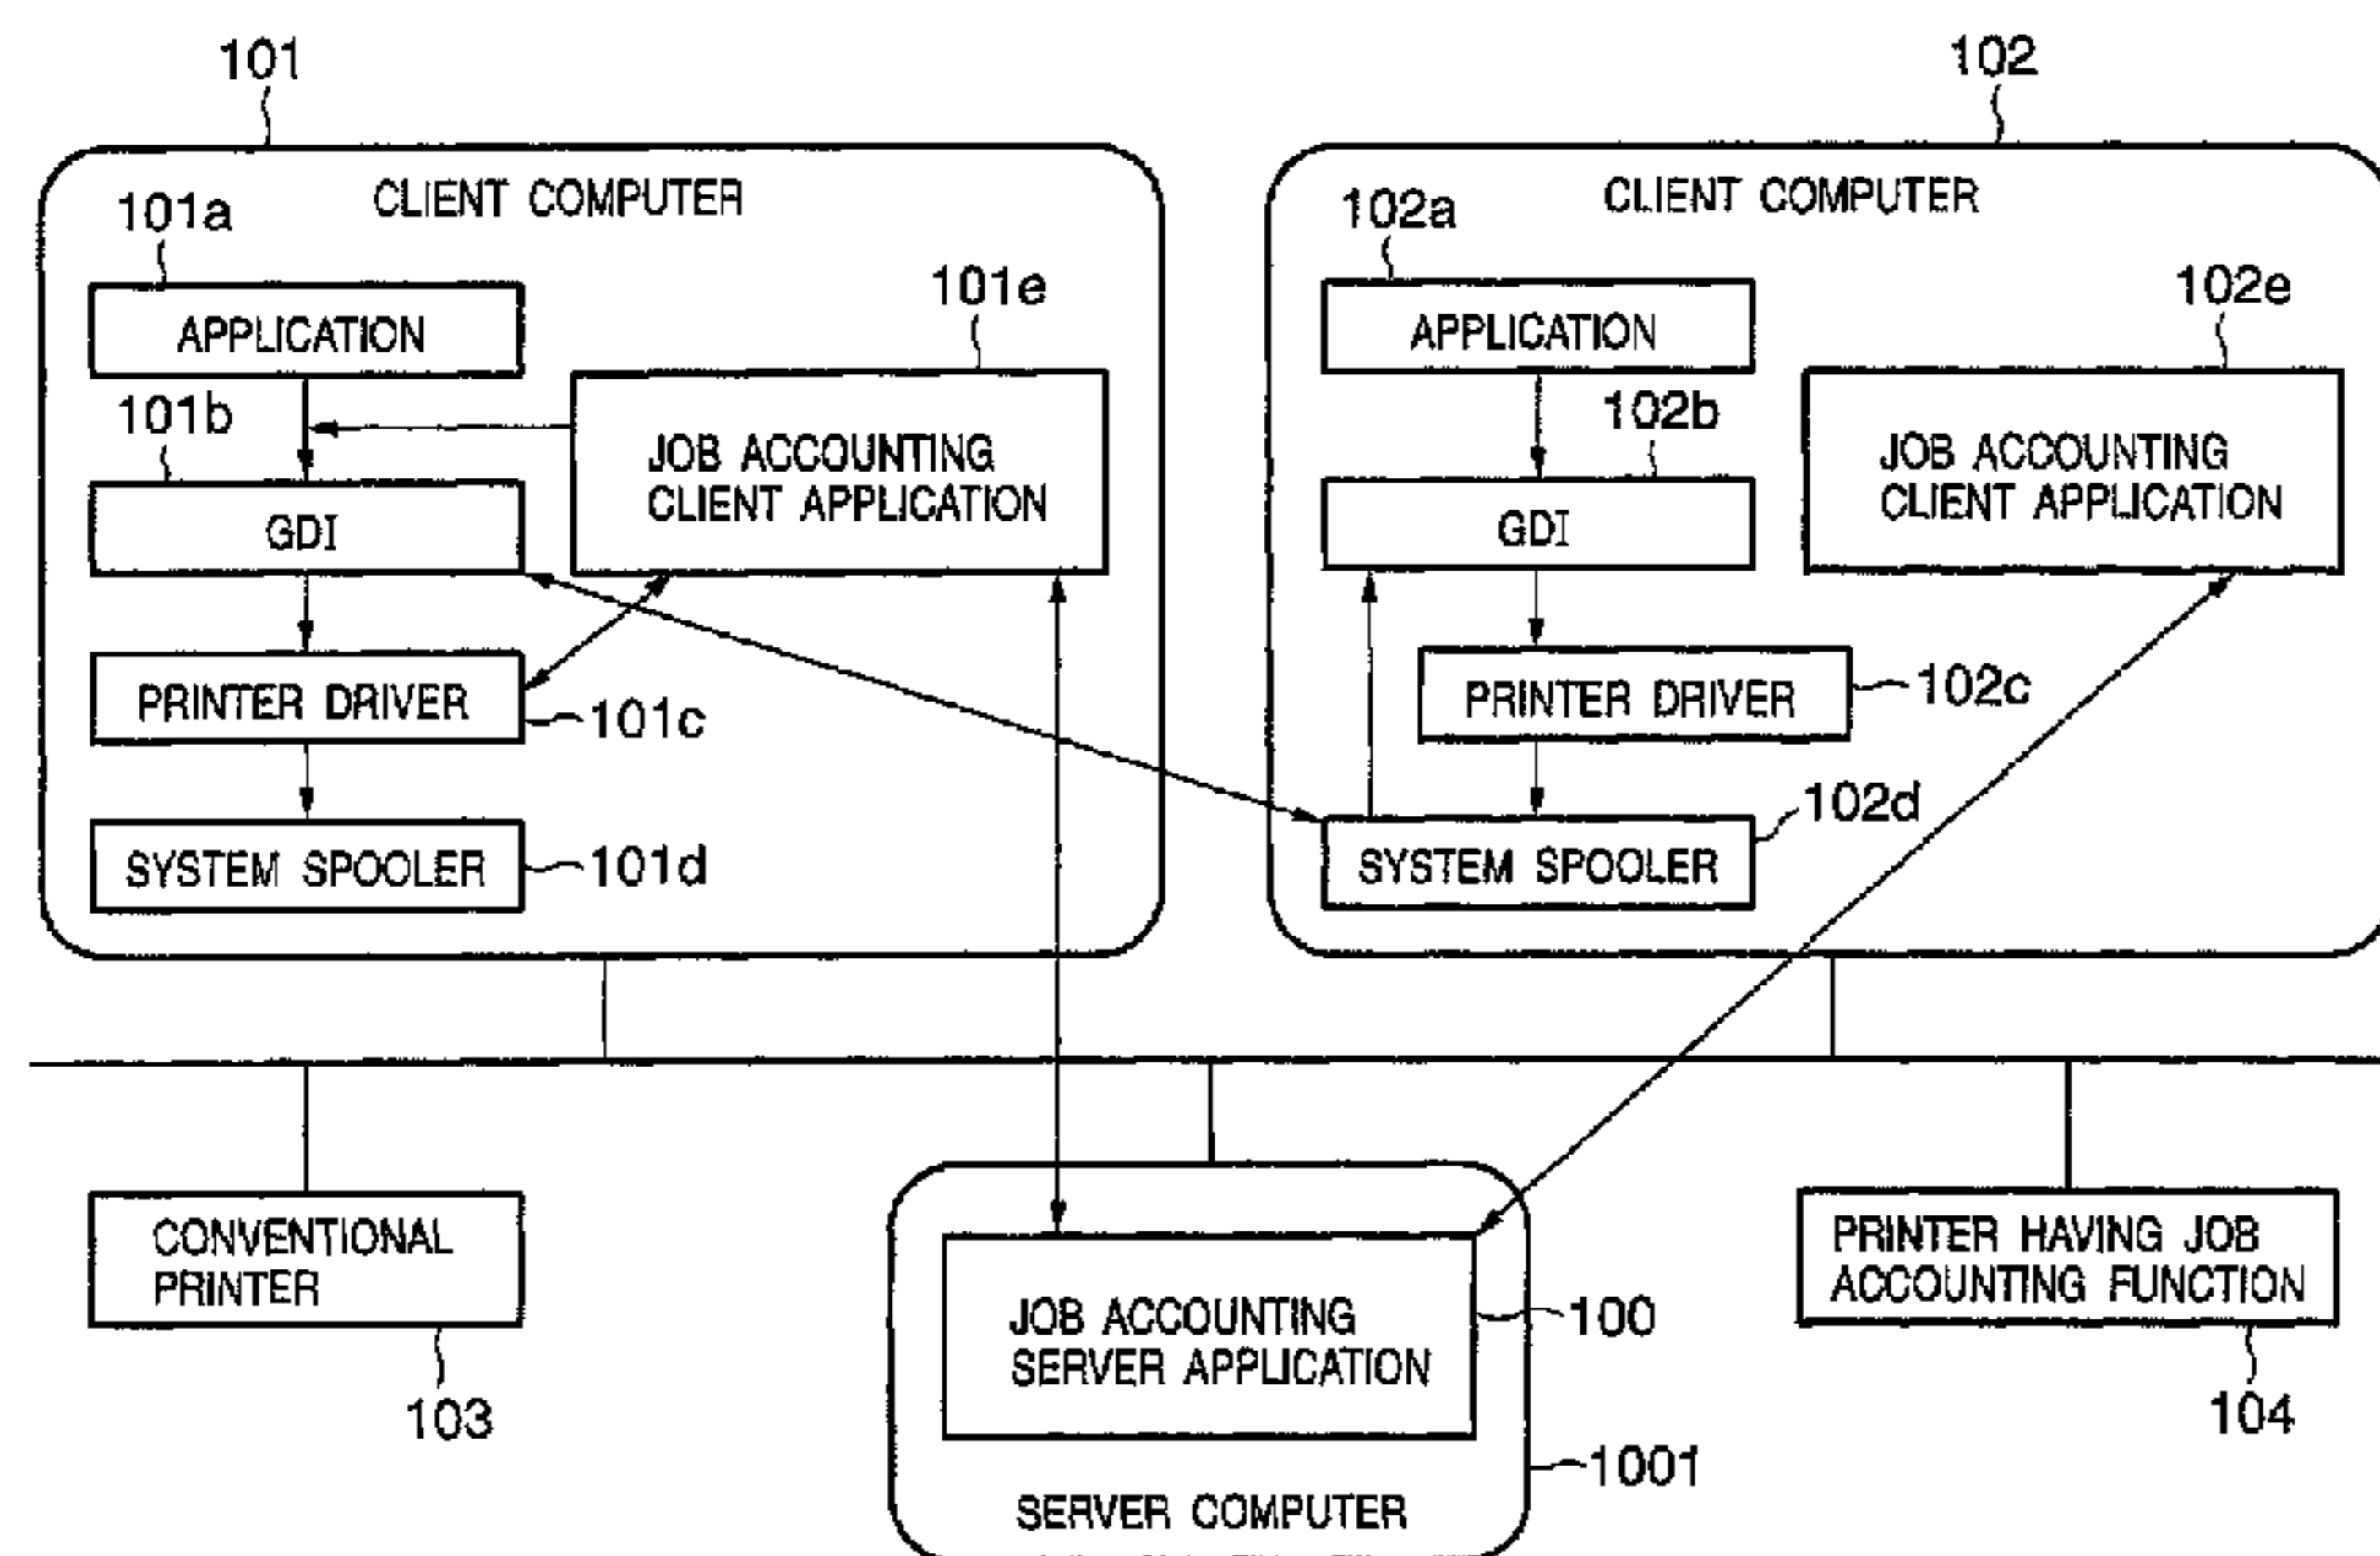 101
102
CLIENT COMPUTER
CLIENT COMPUTER
101a
102a
101e
102e
APPLICATION
APPLICATION
101b
102b
JOB ACCOUNTING
CLIENT APPLICATION
JOB ACCOUNTING
CLIENT APPLICATION
GDI
GDI
PRINTER DRIVER
101c
PRINTER DRIVER
102c
SYSTEM SPOOLER
101d
SYSTEM SPOOLER
102d
CONVENTIONAL
PRINTER
103
JOB ACCOUNTING
SERVER APPLICATION
100
PRINTER HAVING JOB
ACCOUNTING FUNCTION
104
1001
SERVER COMPUTER